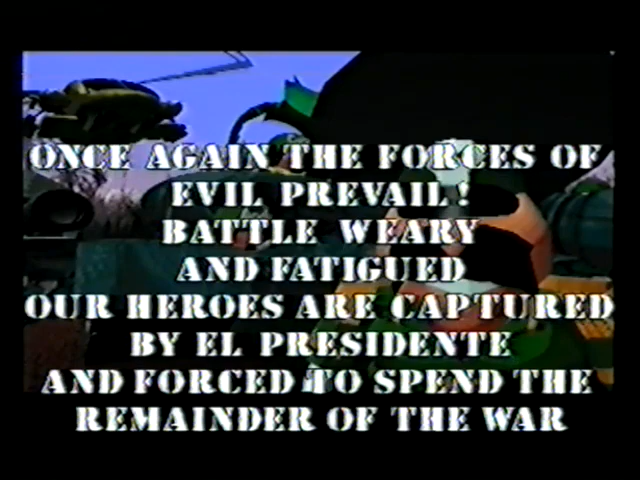 ONCE AGAIN THE FORCES OF
EVIL PREVAIL!
BATTLE WEARY
AND FATIGUED
OUR HEROES ARE CAPTURED
BY EL PRESIDENTE
AND FORCED TO SPEND THE
REMAINDER OF THE WAR